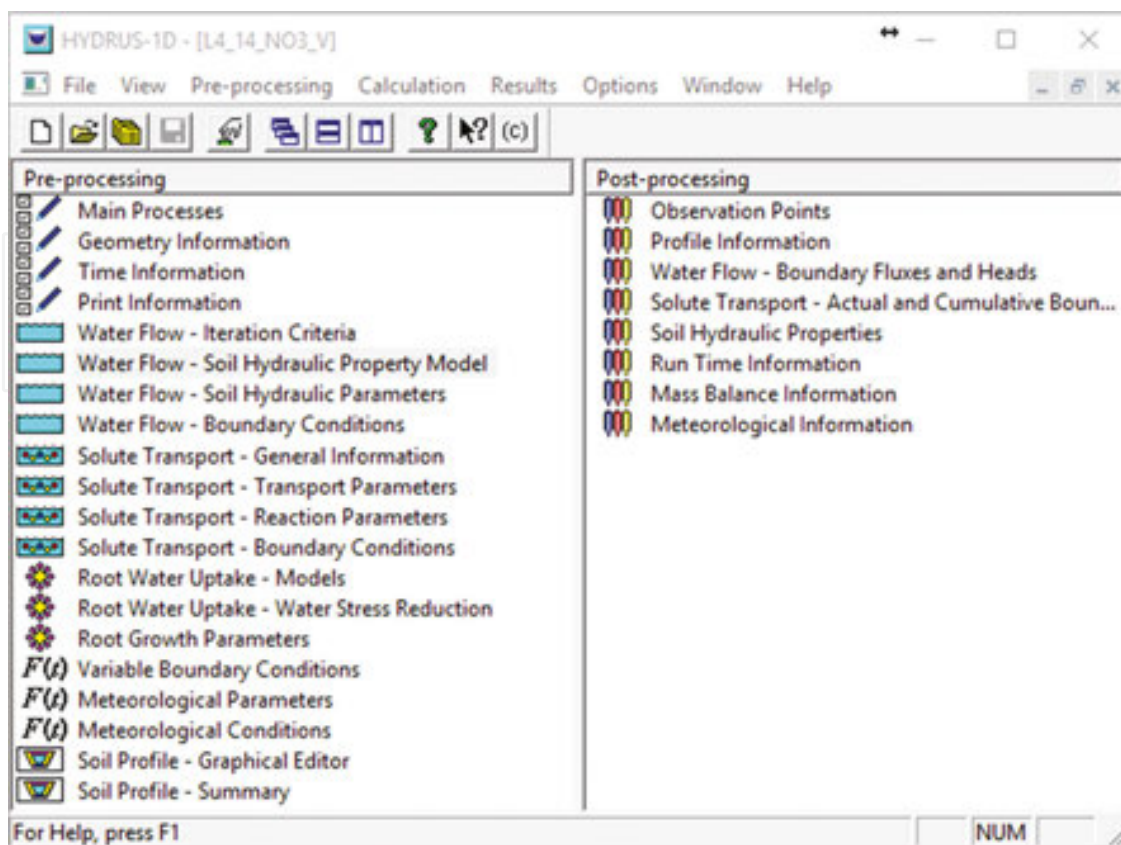 HYDRUS-1D - [L4_14_NO3_V]
File View Pre-processing Calculation Results Options Window Help
? ? (c)
Pre-processing
Main Processes
Geometry Information
Time Information
Print Information
Water Flow - Iteration Criteria
Water Flow - Soil Hydraulic Property Model
Water Flow - Soil Hydraulic Parameters
Water Flow - Boundary Conditions
Solute Transport - General Information
Solute Transport - Transport Parameters
Solute Transport - Reaction Parameters
Solute Transport - Boundary Conditions
Root Water Uptake - Models
Root Water Uptake - Water Stress Reduction
Root Growth Parameters
F(t) Variable Boundary Conditions
F(t) Meteorological Parameters
F(t) Meteorological Conditions
Soil Profile - Graphical Editor
Soil Profile - Summary
Post-processing
Observation Points
Profile Information
Water Flow - Boundary Fluxes and Heads
Solute Transport - Actual and Cumulative Boun...
Soil Hydraulic Properties
Run Time Information
Mass Balance Information
Meteorological Information
For Help, press F1
NUM